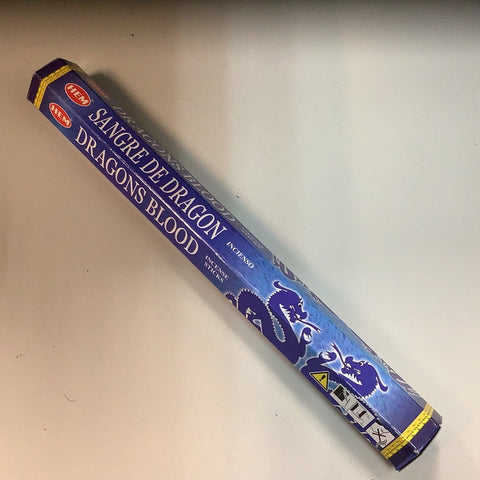 DRAGONS BLOOD
HEM
SANGRE DE DRAGON
INCIENSO
HEM
DRAGONS BLOOD
INCENSE
STICKS